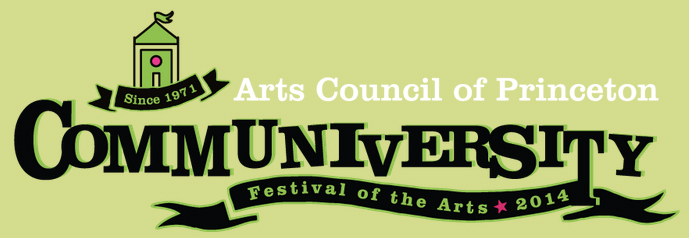 Since 1971
Arts Council of Princeton
COMMUNIVERSITY
Festival of the Arts ★ 2014